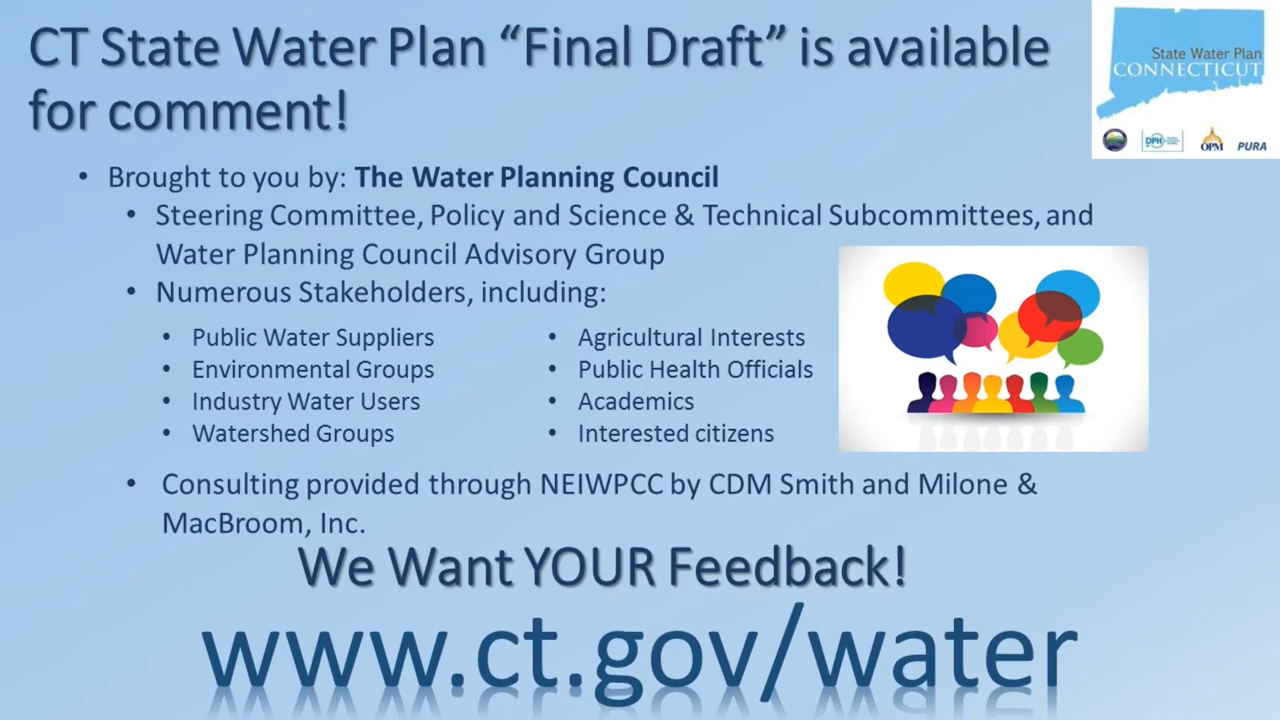 CT State Water Plan “Final Draft” is available
for comment!
State Water Plan
CONNECTICUT
DPH
OPM
PURA
• Brought to you by: The Water Planning Council
• Steering Committee, Policy and Science & Technical Subcommittees, and
Water Planning Council Advisory Group
• Numerous Stakeholders, including:
• Public Water Suppliers
• Environmental Groups
• Industry Water Users
• Watershed Groups
• Agricultural Interests
• Public Health Officials
• Academics
• Interested citizens
• Consulting provided through NEIWPCC by CDM Smith and Milone &
MacBroom, Inc.
We Want YOUR Feedback!
www.ct.gov/water